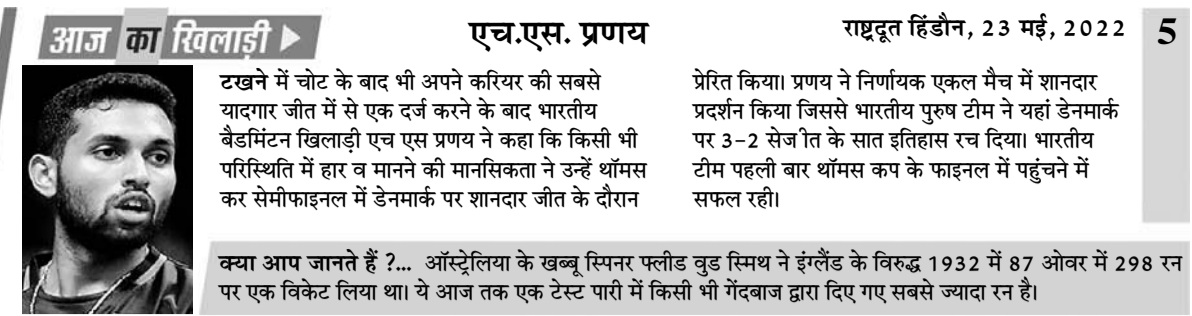 आज का खिलाड़ी
एच.एस. प्रणय
राष्ट्रदूत हिंडौन, 23 मई, 2022
5
टखने में चोट के बाद भी अपने करियर की सबसे
यादगार जीत में से एक दर्ज करने के बाद भारतीय
बैडमिंटन खिलाड़ी एच एस प्रणय ने कहा कि किसी भी
परिस्थिति में हार व मानने की मानसिकता ने उन्हें थॉमस
कर सेमीफाइनल में डेनमार्क पर शानदार जीत के दौरान
प्रेरित किया। प्रणय ने निर्णायक एकल मैच में शानदार
प्रदर्शन किया जिससे भारतीय पुरुष टीम ने यहां डेनमार्क
पर 3-2 सेज ीत के सात इतिहास रच दिया। भारतीय
टीम पहली बार थॉमस कप के फाइनल में पहुंचने में
सफल रही।
क्या आप जानते हैं ?... ऑस्ट्रेलिया के खब्बू स्पिनर फ्लीड वुड स्मिथ ने इंग्लैंड के विरुद्ध 1932 में 87 ओवर में 298 रन
पर एक विकेट लिया था। ये आज तक एक टेस्ट पारी में किसी भी गेंदबाज द्वारा दिए गए सबसे ज्यादा रन है।